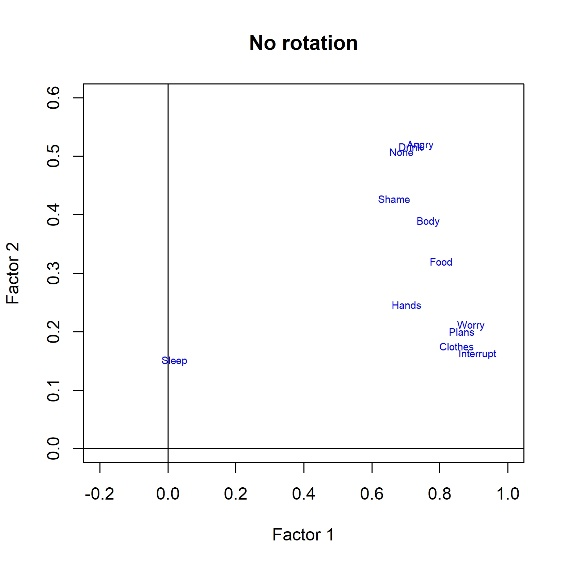 No rotation
0.6
0.5
0.4
0.3
0.2
0.1
0.0
Factor 2
Angry
Drink
None
Shame
Body
Food
Hands
Worry
Plans
Clothes
Interrupt
Sleep
-0.2 0.0 0.2 0.4 0.6 0.8 1.0
Factor 1